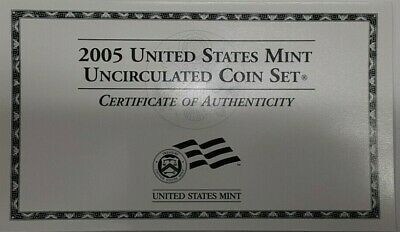 2005 UNITED STATES MINT
UNCIRCULATED COIN SET®
CERTIFICATE OF AUTHENTICITY
UNITED STATES MINT